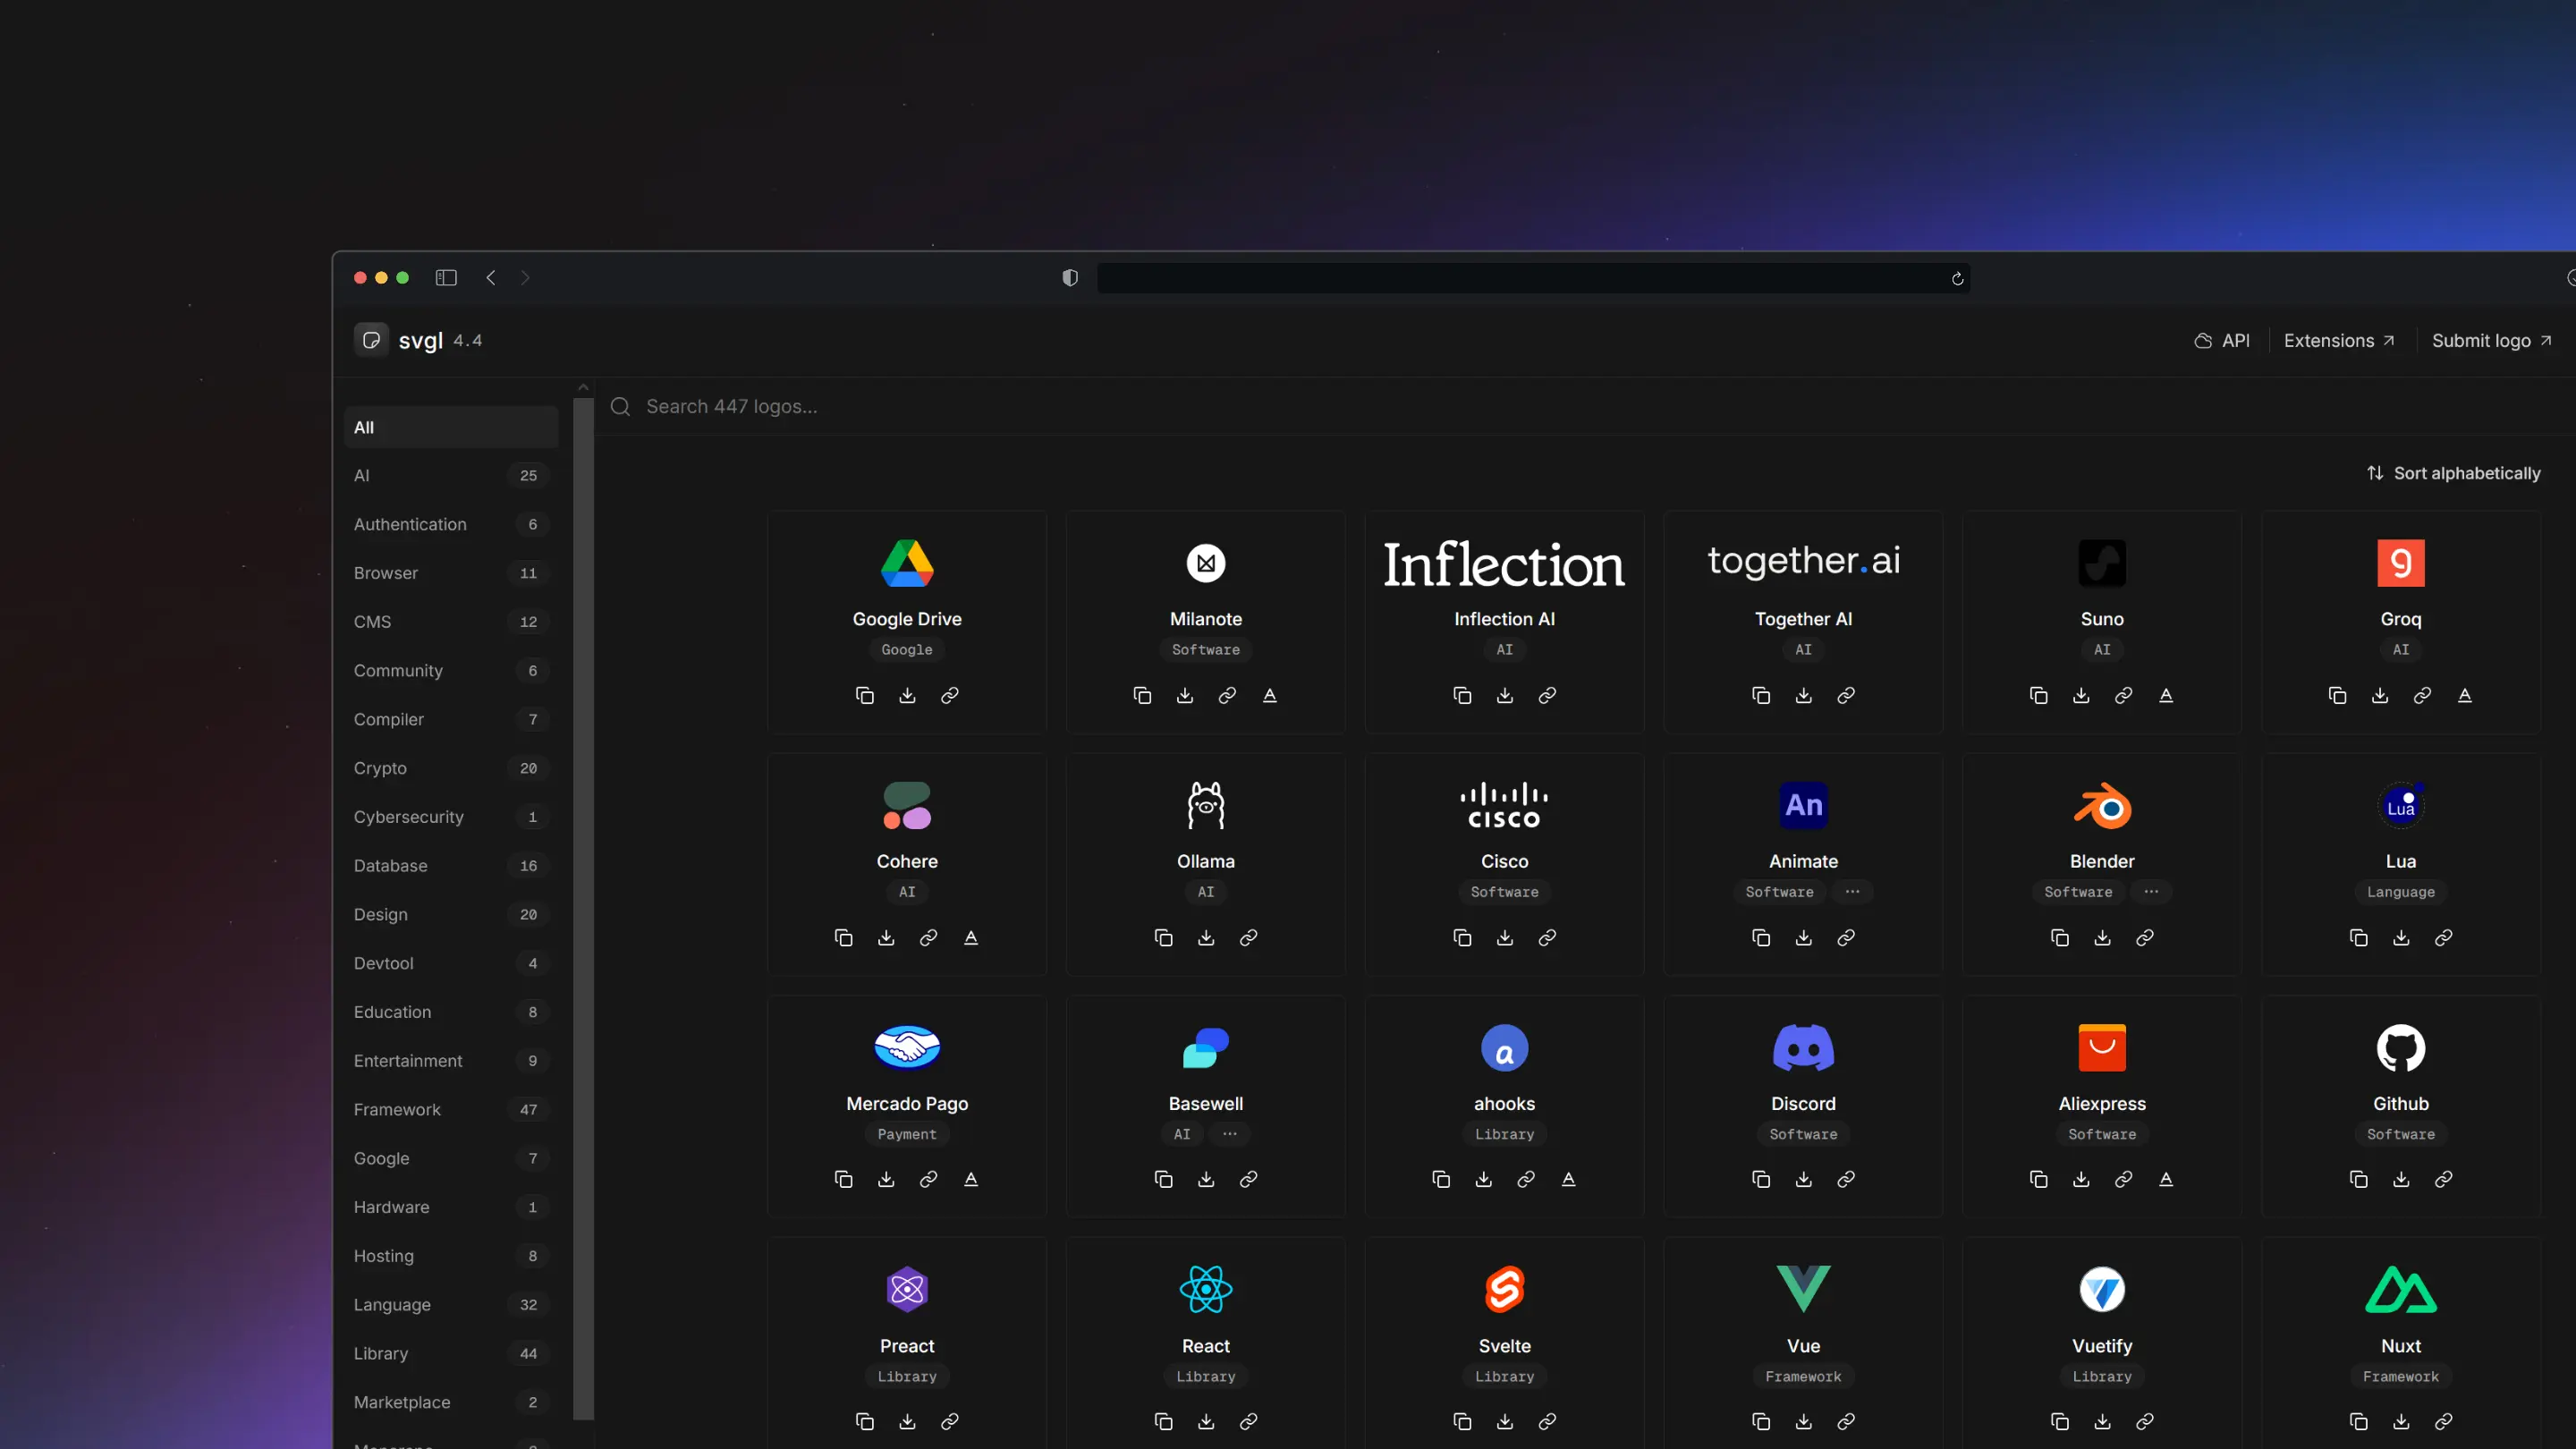 svgl 4.4
API
Extensions
Submit logo
Search 447 logos...
All
AI 25
Authentication 6
Browser 11
CMS 12
Community 6
Compiler 7
Crypto 20
Cybersecurity 1
Database 16
Design 20
Devtool 4
Education 8
Entertainment 9
Framework 47
Google 7
Hardware 1
Hosting 8
Language 32
Library 44
Marketplace 2
Sort alphabetically
Google Drive
Google
Milanote
Software
Inflection
Inflection AI
AI
together.ai
Together AI
AI
Suno
AI
g
Groq
AI
Cohere
AI
Ollama
AI
CISCO
Cisco
Software
An
Animate
Software ...
Blender
Software ...
Lua
Lua
Language
Mercado Pago
Payment
Basewell
AI ...
a
ahooks
Library
Discord
Software
Aliexpress
Software
Github
Software
Preact
Library
React
Library
Svelte
Library
Vue
Framework
Vuetify
Library
Nuxt
Framework